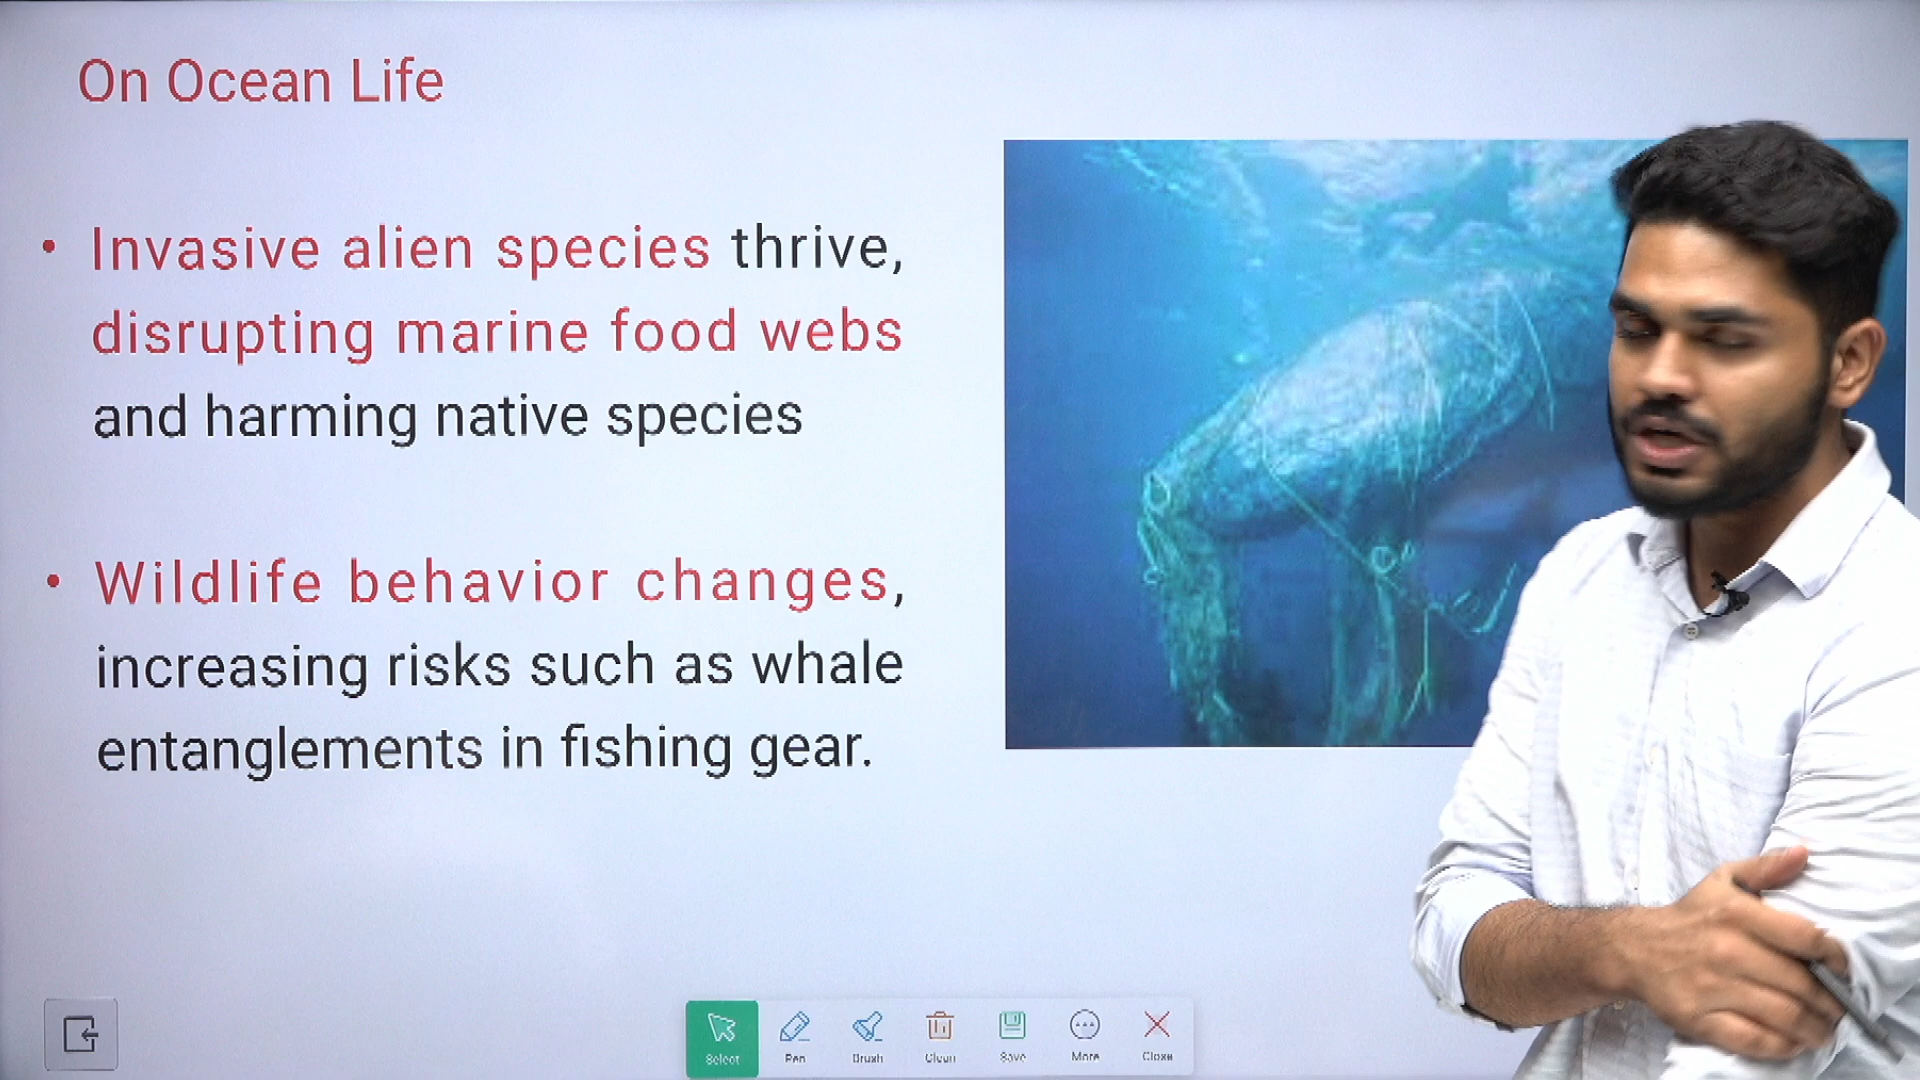 On Ocean Life
• Invasive alien species thrive,
disrupting marine food webs
and harming native species
• Wildlife behavior changes,
increasing risks such as whale
entanglements in fishing gear.
Select Pen Brush Clean Save More Close